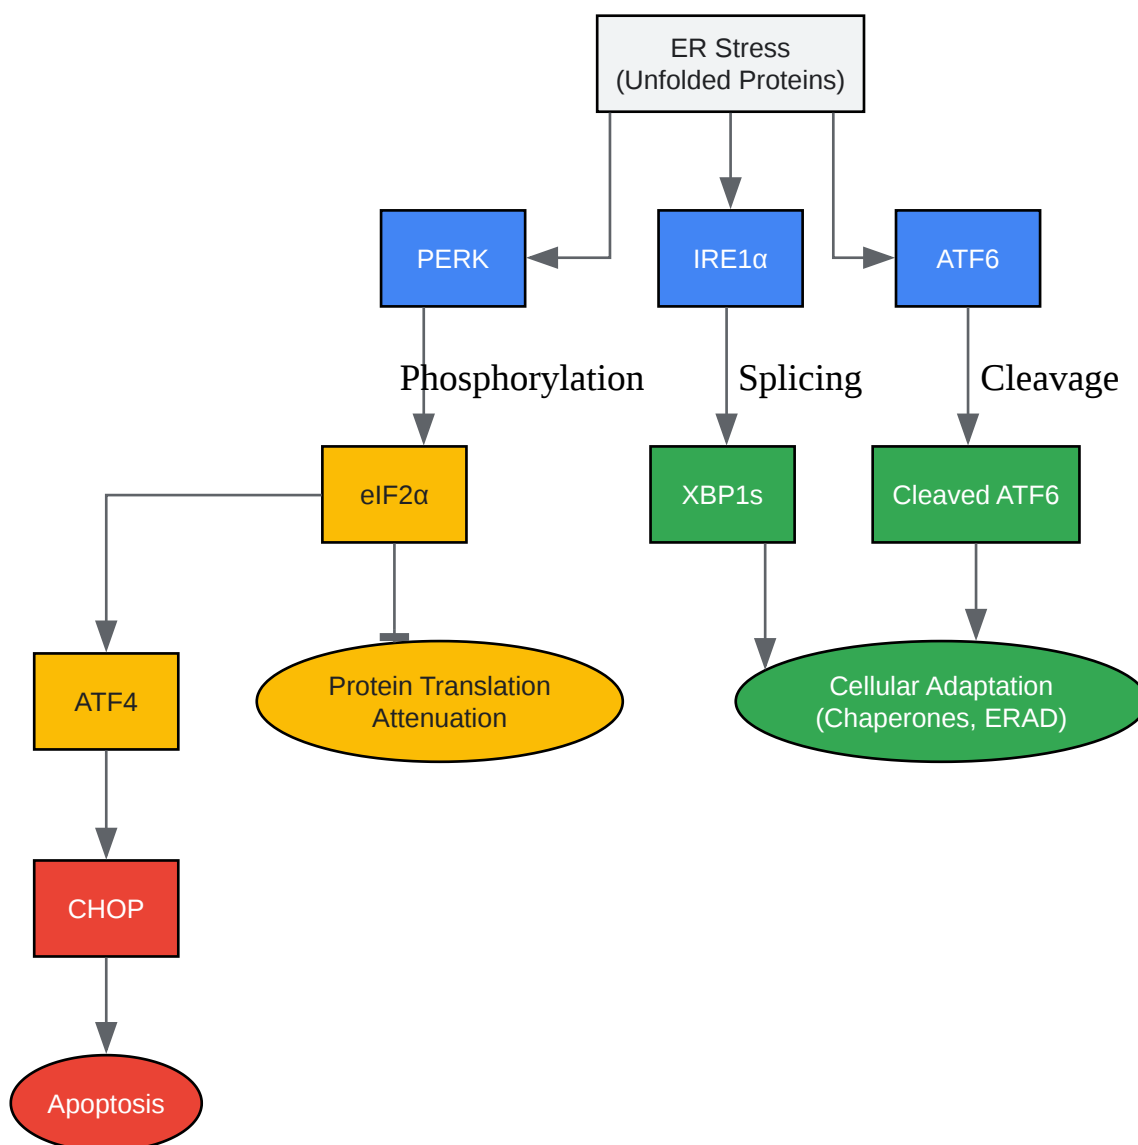 ER Stress
(Unfolded Proteins)
PERK
IRE1α
ATF6
Phosphorylation
Splicing
Cleavage
eIF2α
XBP1s
Cleaved ATF6
ATF4
Protein Translation
Attenuation
Cellular Adaptation
(Chaperones, ERAD)
CHOP
Apoptosis